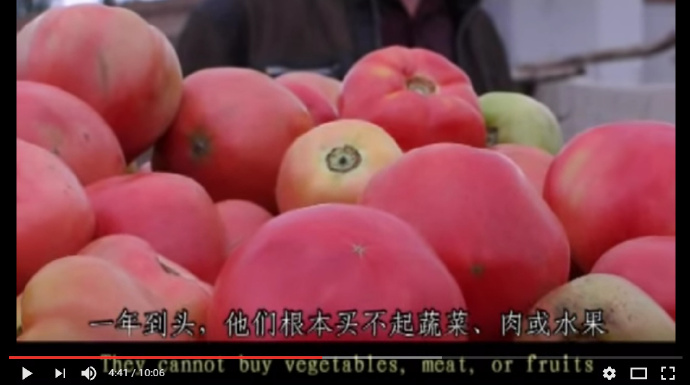 一年到头，他们根本买不起蔬菜、肉或水果
They cannot buy vegetables, meat, or fruits
4:41 / 10:06